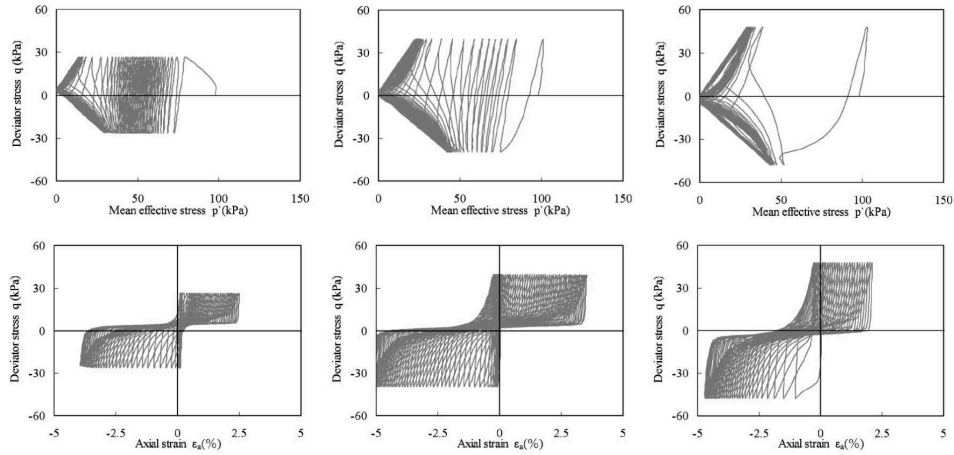 60
30
0
-30
-60
0 50 100 150
Deviator stress q (kPa)
Mean effective stress p`(kPa)
60
30
0
-30
-60
0 50 100 150
Deviator stress q (kPa)
Mean effective stress p`(kPa)
60
30
0
-30
-60
0 50 100 150
Deviator stress q (kPa)
Mean effective stress p`(kPa)
60
30
0
-30
-60
-5 -2.5 0 2.5 5
Deviator stress q (kPa)
Axial strain εa(%)
60
30
0
-30
-60
-5 -2.5 0 2.5 5
Deviator stress q (kPa)
Axial strain εa(%)
60
30
0
-30
-60
-5 -2.5 0 2.5 5
Deviator stress q (kPa)
Axial strain εa(%)